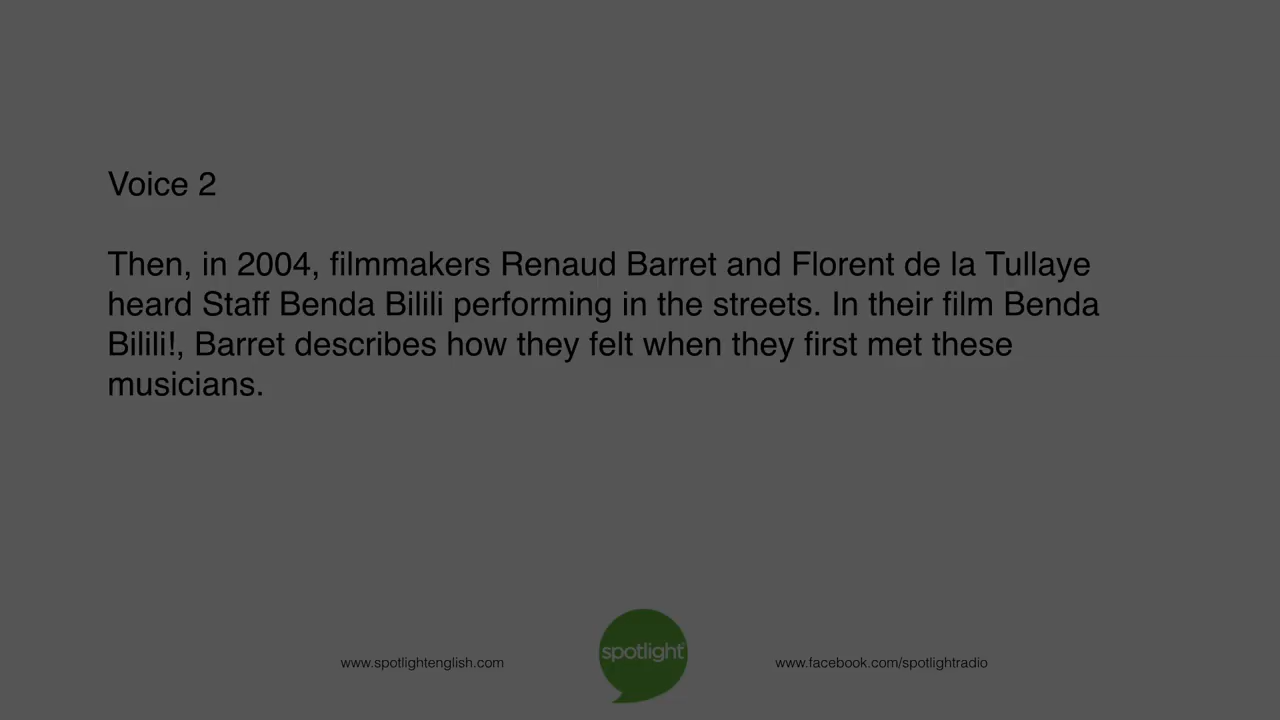 Voice 2
Then, in 2004, filmmakers Renaud Barret and Florent de la Tullaye
heard Staff Benda Bilili performing in the streets. In their film Benda
Bilili!, Barret describes how they felt when they first met these
musicians.
spotlight
www.spotlightenglish.com
www.facebook.com/spotlightradio